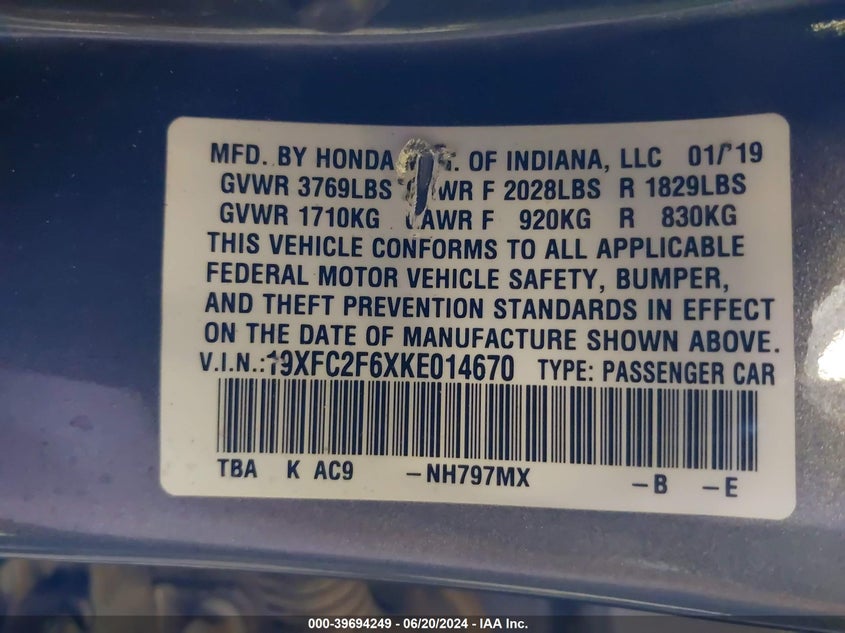 MFD. BY HONDA OF INDIANA, LLC 01/19
GVWR 3769LBS F 2028LBS R 1829LBS
GVWR 1710KG GAWR F 920KG R 830KG
THIS VEHICLE CONFORMS TO ALL APPLICABLE
FEDERAL MOTOR VEHICLE SAFETY, BUMPER,
AND THEFT PREVENTION STANDARDS IN EFFECT
ON THE DATE OF MANUFACTURE SHOWN ABOVE.
V.I.N.:19XFC2F6XKE014670 TYPE: PASSENGER CAR
TBA K AC9 -NH797MX -B -E
000-39694249 - 06/20/2024 - IAA Inc.